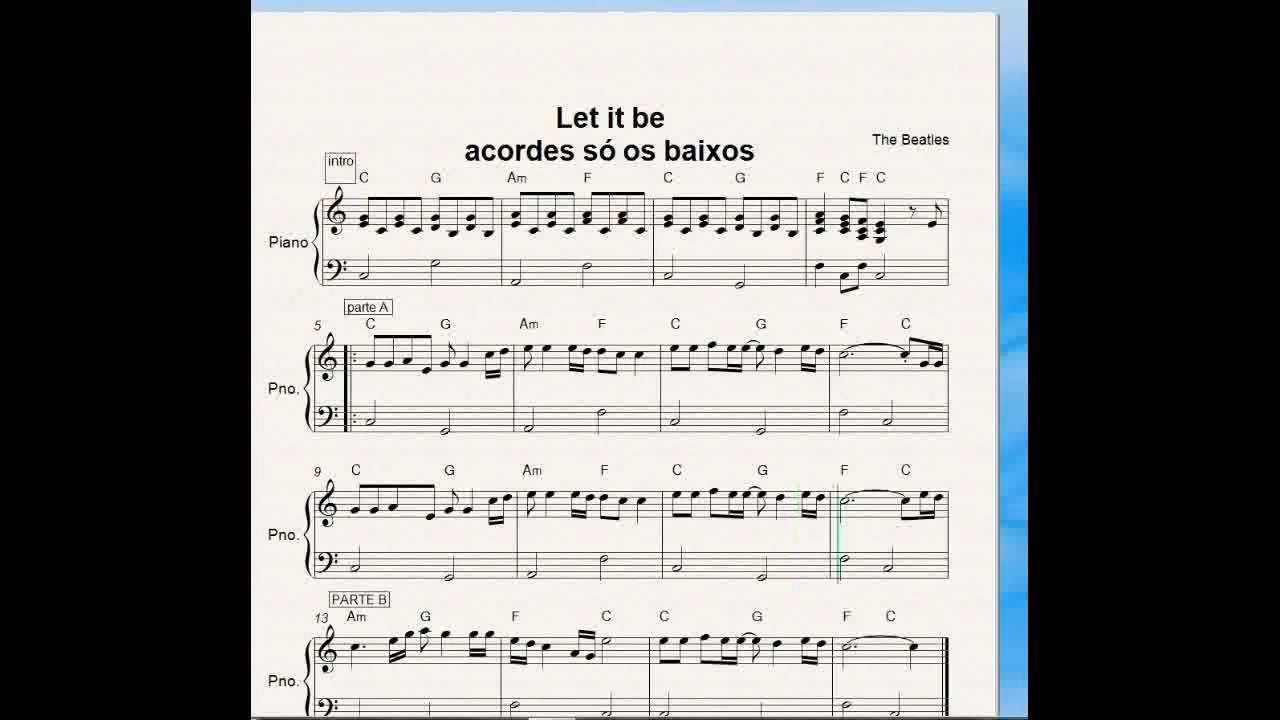 Let it be
acordes só os baixos
The Beatles
intro
C G Am F C G F C F C
Piano
parte A
5 C G Am F C G F C
Pno.
9 C G Am F C G F C
Pno.
PARTE B
13 Am G F C C G F C
Pno.